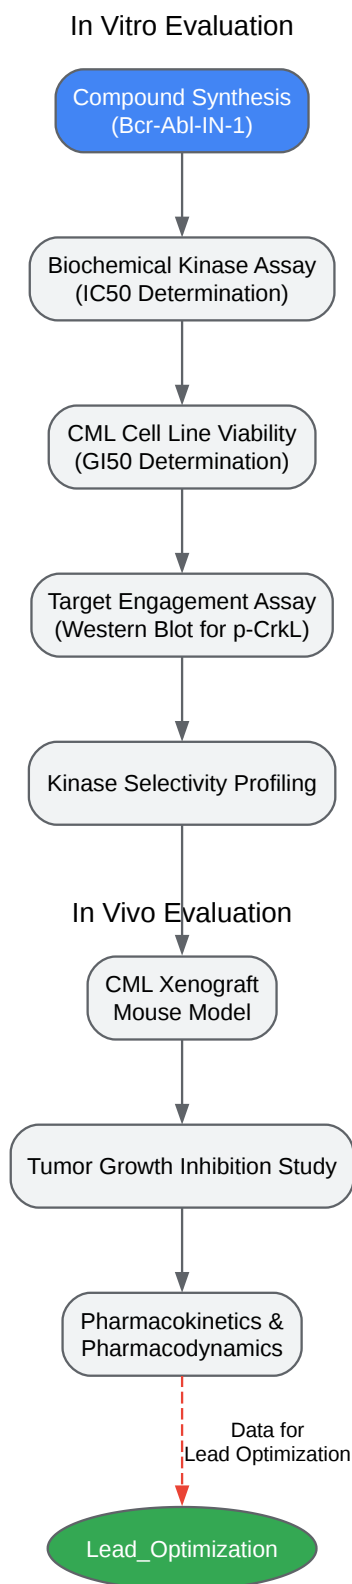 In Vitro Evaluation
Compound Synthesis
(Bcr-Abl-IN-1)
Biochemical Kinase Assay
(IC50 Determination)
CML Cell Line Viability
(GI50 Determination)
Target Engagement Assay
(Western Blot for p-CrkL)
Kinase Selectivity Profiling
In Vivo Evaluation
CML Xenograft
Mouse Model
Tumor Growth Inhibition Study
Pharmacokinetics &
Pharmacodynamics
Data for
Lead Optimization
Lead_Optimization